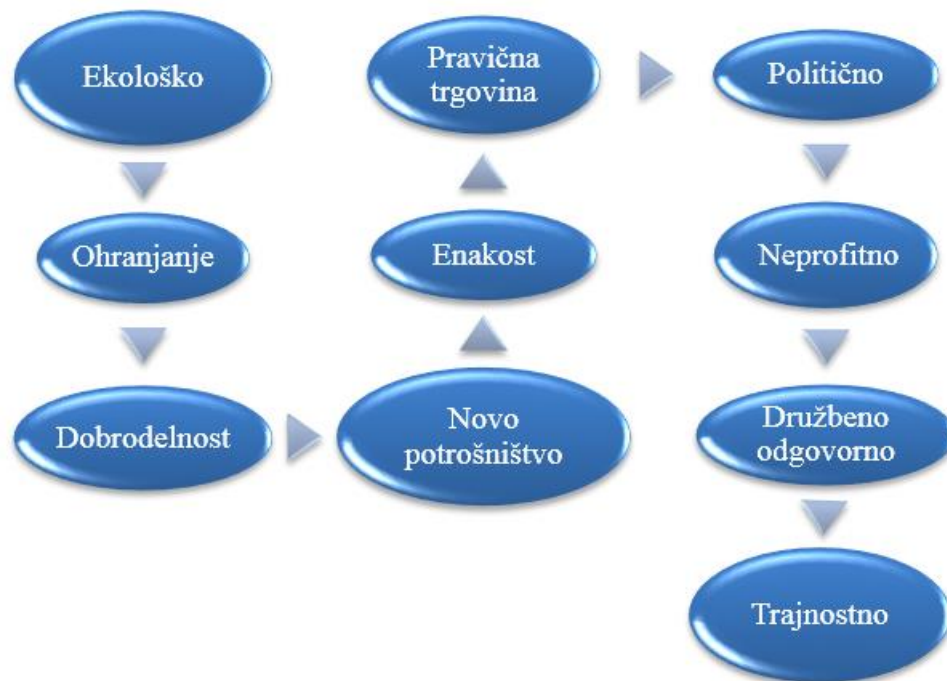 Ekološko
Ohranjanje
Dobrodelnost
Novo
potrošništvo
Enakost
Pravična
trgovina
Politično
Neprofitno
Družbeno
odgovorno
Trajnostno